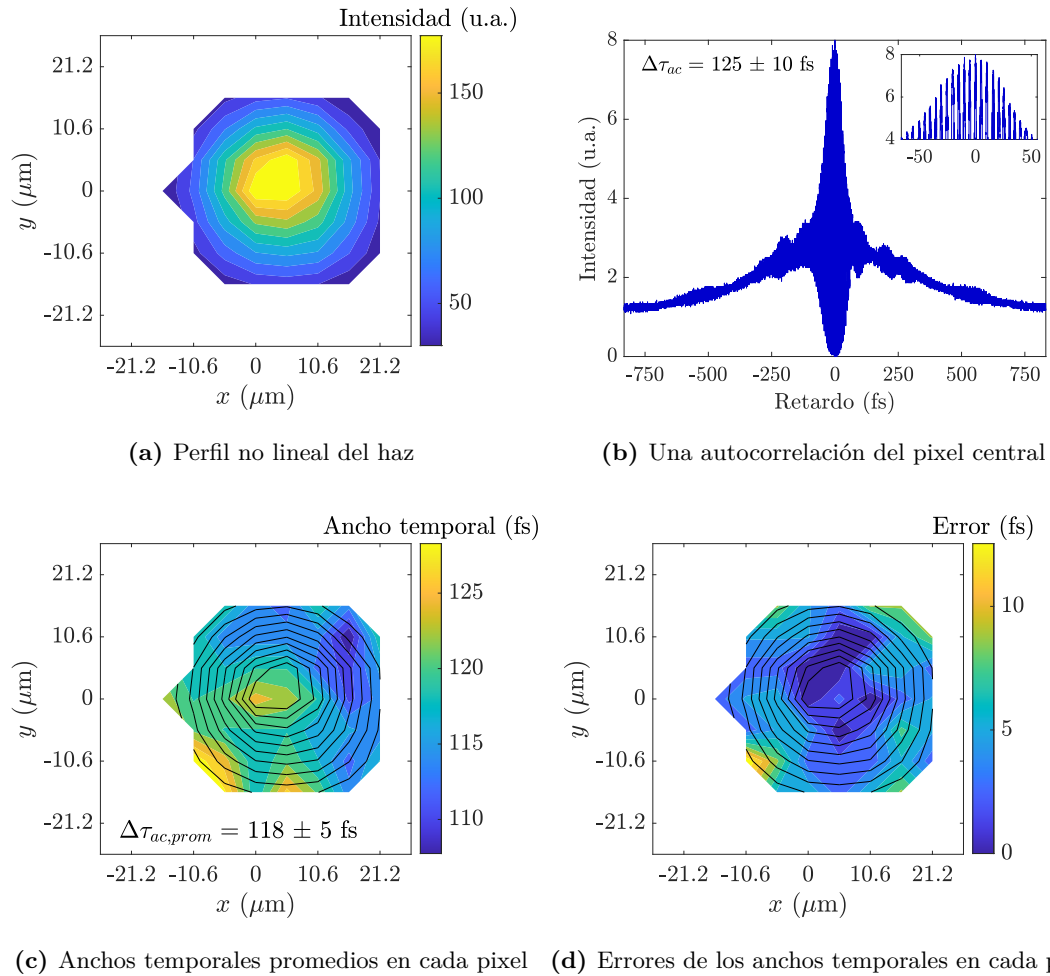 Intensidad (u.a.)
21.2
10.6
0
-10.6
-21.2
y (μm)
-21.2 -10.6 0 10.6 21.2
x (μm)
150
100
50
(a) Perfil no lineal del haz
Δτac = 125 ± 10 fs
8
6
4
2
0
Intensidad (u.a.)
-750 -500 -250 0 250 500 750
Retardo (fs)
8
6
4
-50 0 50
(b) Una autocorrelación del pixel central
Ancho temporal (fs)
21.2
10.6
0
-10.6
-21.2
y (μm)
Δτac,prom = 118 ± 5 fs
-21.2 -10.6 0 10.6 21.2
x (μm)
125
120
115
110
(c) Anchos temporales promedios en cada pixel
Error (fs)
21.2
10.6
0
-10.6
-21.2
y (μm)
-21.2 -10.6 0 10.6 21.2
x (μm)
10
5
0
(d) Errores de los anchos temporales en cada